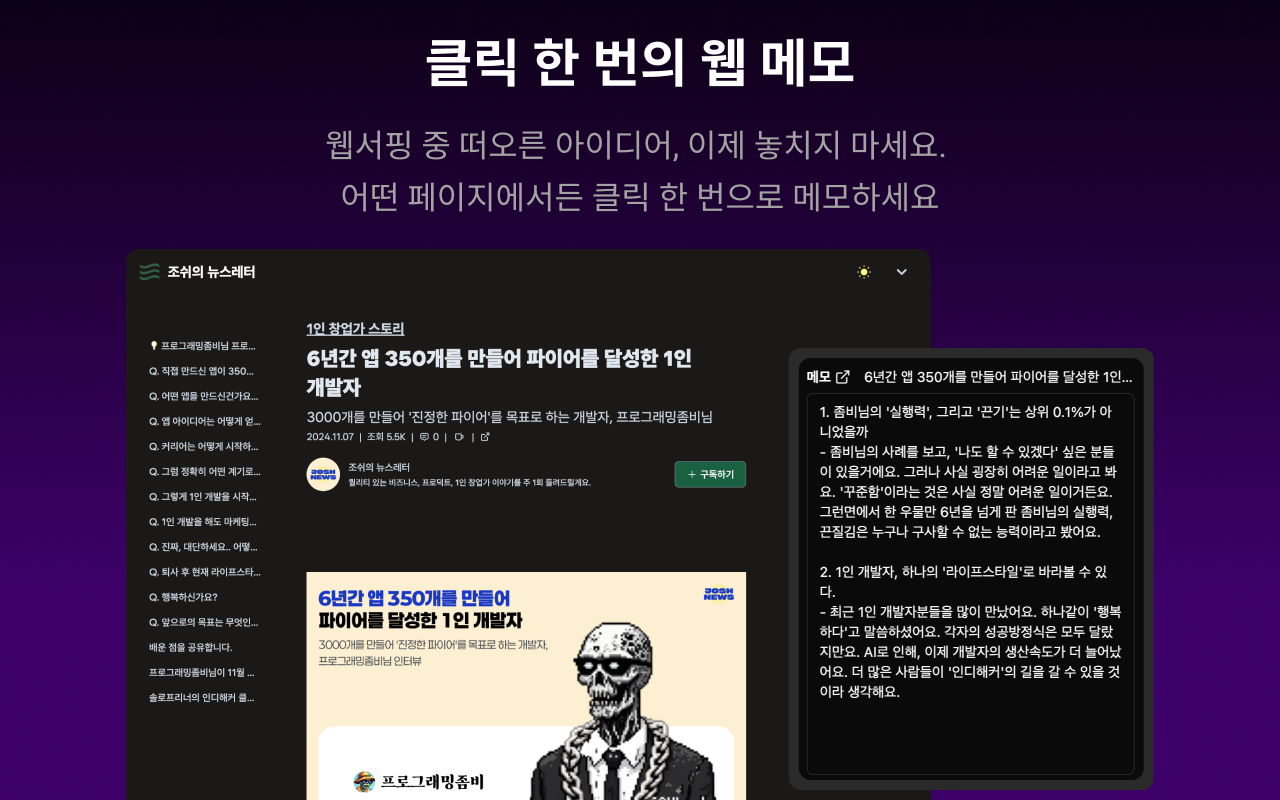 클릭 한 번의 웹 메모
웹서핑 중 떠오른 아이디어, 이제 놓치지 마세요.
어떤 페이지에서든 클릭 한 번으로 메모하세요
조쉬의 뉴스레터
프로그래밍좀비님 프로...
Q. 직접 만드신 앱이 350...
Q. 어떤 앱을 만드신건가요...
Q. 앱 아이디어는 어떻게 얻...
Q. 커리어는 어떻게 시작하...
Q. 그럼 정확히 어떤 계기로...
Q. 그렇게 1인 개발을 시작...
Q. 1인 개발을 해도 마케팅...
Q. 진짜, 대단하세요.. 어떻...
Q. 퇴사 후 현재 라이프스타...
Q. 행복하신가요?
Q. 앞으로의 목표는 무엇인...
배운 점을 공유합니다.
프로그래밍좀비님이 11월 ...
솔로프리너의 인디해커 클...
1인 창업가 스토리
6년간 앱 350개를 만들어 파이어를 달성한 1인
개발자
3000개를 만들어 '진정한 파이어'를 목표로 하는 개발자, 프로그래밍좀비님
2024.11.07 | 조회 5.5K | 0 | |
JOSH
NEWS
조쉬의 뉴스레터
퀄리티 있는 비즈니스, 프로덕트, 1인 창업가 이야기를 주 1회 들려드릴게요.
+ 구독하기
6년간 앱 350개를 만들어
파이어를 달성한 1인 개발자
3000개를 만들어 '진정한 파이어'를 목표로 하는 개발자,
프로그래밍좀비님 인터뷰
JOSH
NEWS
프로그래밍좀비
메모 6년간 앱 350개를 만들어 파이어를 달성한 1인...
1. 좀비님의 '실행력', 그리고 '끈기'는 상위 0.1%가 아
니었을까
- 좀비님의 사례를 보고, '나도 할 수 있겠다' 싶은 분들
이 있을거에요. 그러나 사실 굉장히 어려운 일이라고 봐
요. '꾸준함'이라는 것은 사실 정말 어려운 일이거든요.
그런면에서 한 우물만 6년을 넘게 판 좀비님의 실행력,
끈질김은 누구나 구사할 수 없는 능력이라고 봤어요.
2. 1인 개발자, 하나의 '라이프스타일'로 바라볼 수 있
다.
- 최근 1인 개발자분들을 많이 만났어요. 하나같이 '행복
하다'고 말씀하셨어요. 각자의 성공방정식은 모두 달랐
지만요. AI로 인해, 이제 개발자의 생산속도가 더 늘어났
어요. 더 많은 사람들이 '인디해커'의 길을 갈 수 있을 것
이라 생각해요.